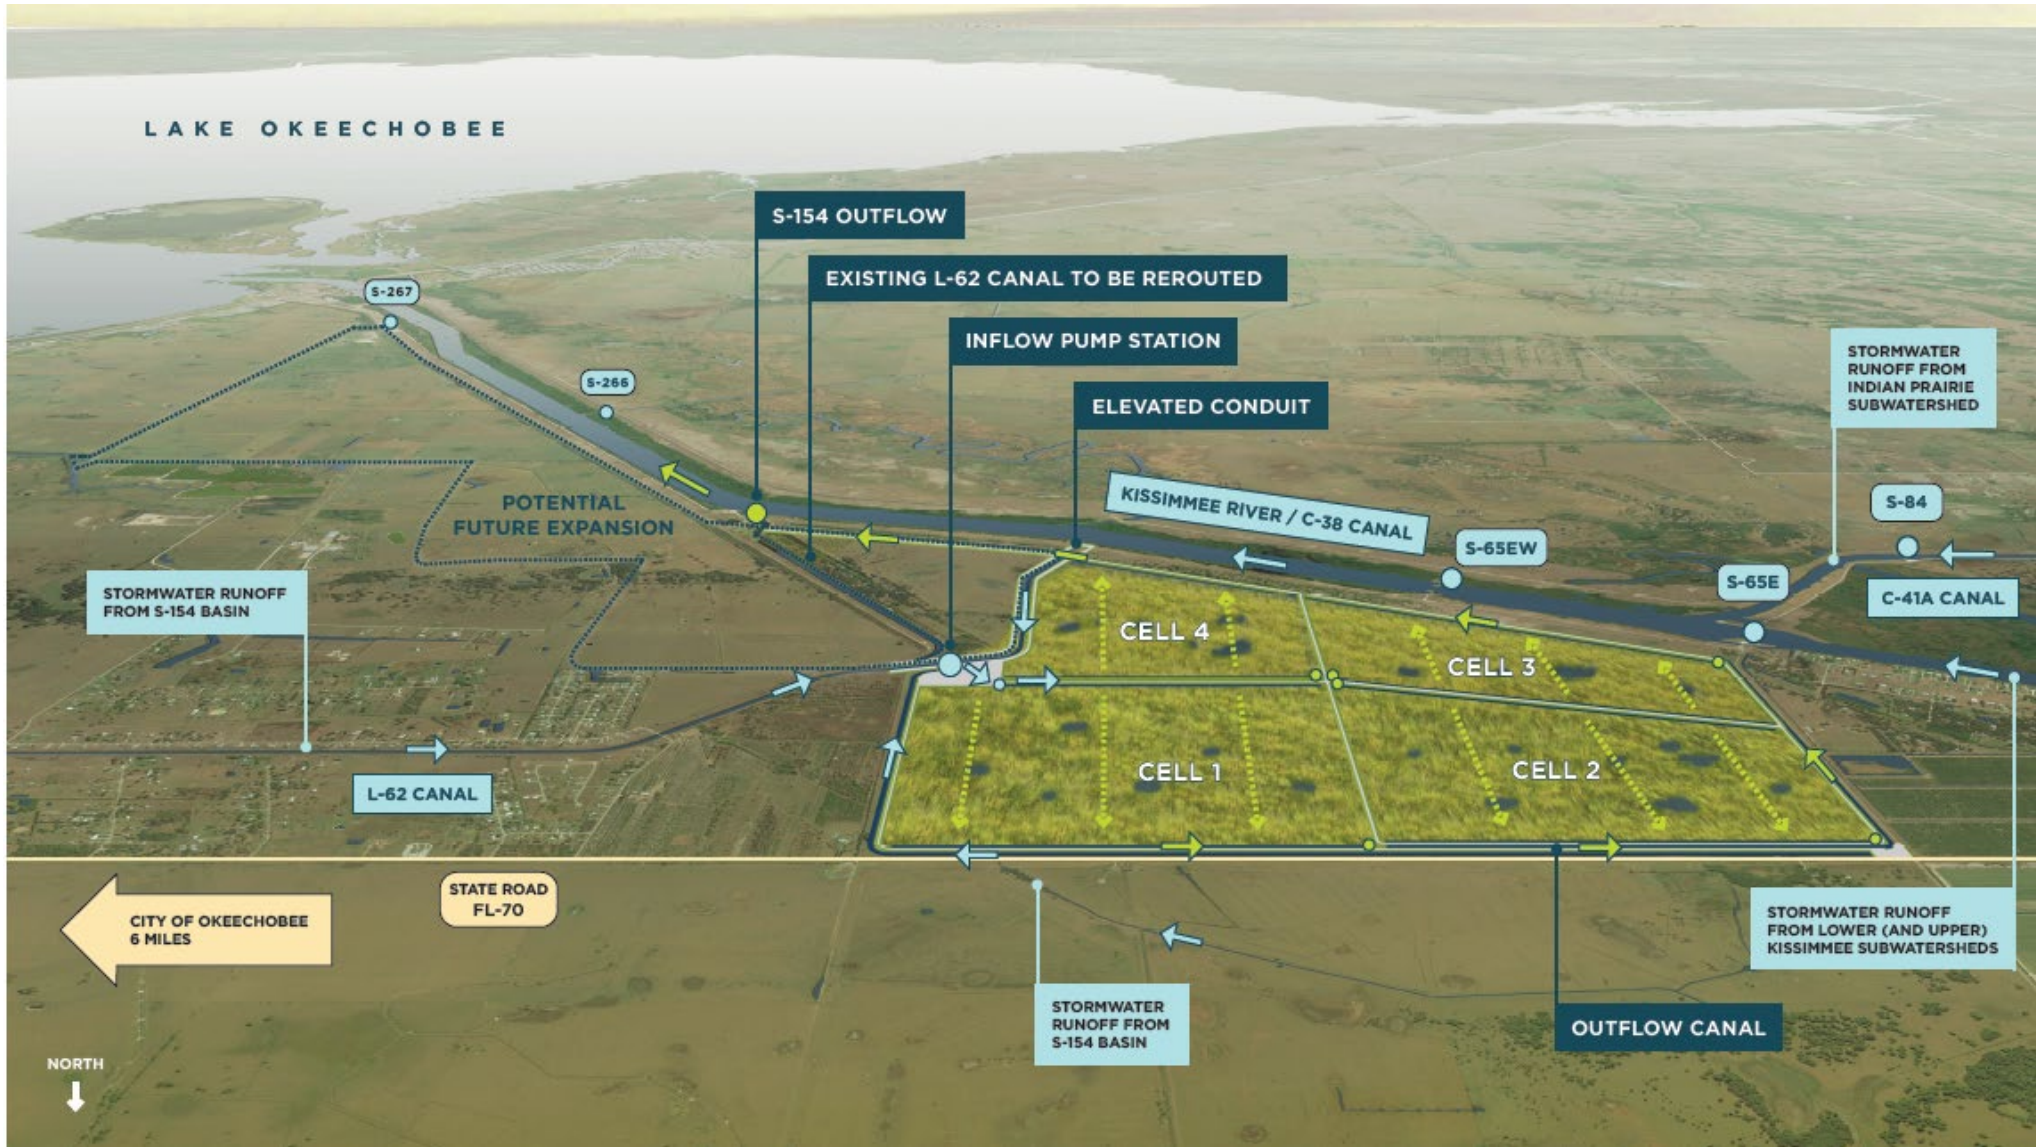 LAKE OKEECHOBEE
S-154 OUTFLOW
EXISTING L-62 CANAL TO BE REROUTED
S-267
INFLOW PUMP STATION
S-266
ELEVATED CONDUIT
STORMWATER
RUNOFF FROM
INDIAN PRAIRIE
SUBWATERSHED
POTENTIAL
FUTURE EXPANSION
KISSIMMEE RIVER / C-38 CANAL
S-84
S-65EW
S-65E
C-41A CANAL
STORMWATER RUNOFF
FROM S-154 BASIN
CELL 4
CELL 3
CELL 1
CELL 2
L-62 CANAL
STATE ROAD
FL-70
CITY OF OKEECHOBEE
6 MILES
STORMWATER RUNOFF
FROM LOWER (AND UPPER)
KISSIMMEE SUBWATERSHEDS
STORMWATER
RUNOFF FROM
S-154 BASIN
OUTFLOW CANAL
NORTH